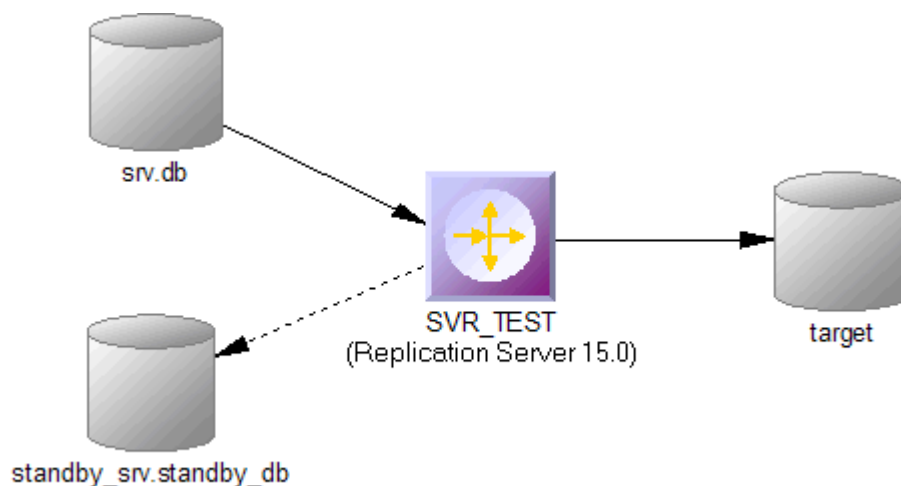 srv.db
SVR_TEST
(Replication Server 15.0)
target
standby_srv.standby_db